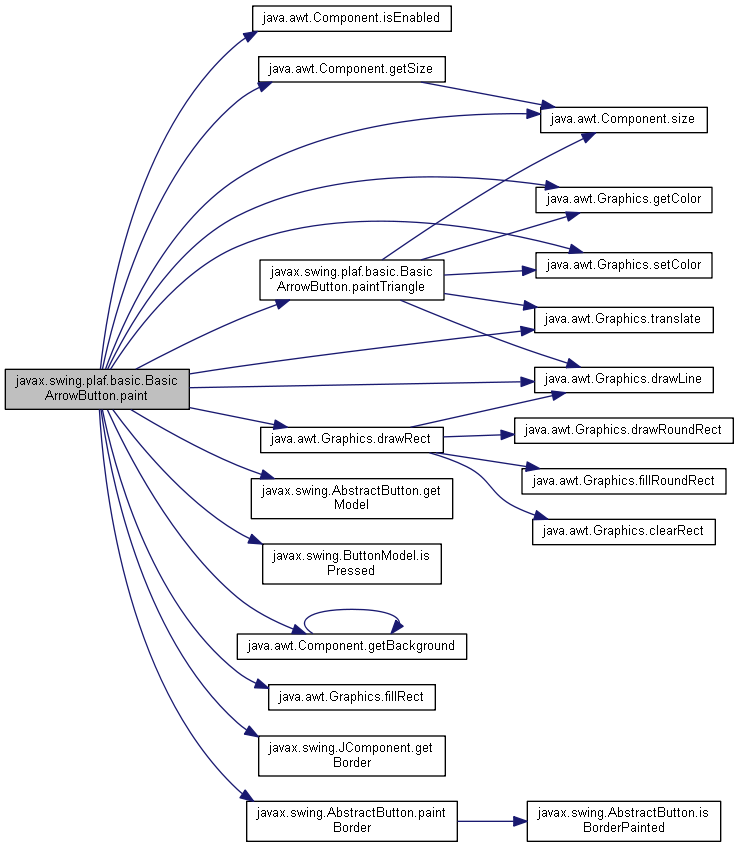 java.awt.Component.isEnabled
java.awt.Component.getSize
java.awt.Component.size
java.awt.Graphics.getColor
java.awt.Graphics.setColor
javax.swing.plaf.basic.Basic
ArrowButton.paintTriangle
java.awt.Graphics.translate
javax.swing.plaf.basic.Basic
ArrowButton.paint
java.awt.Graphics.drawLine
java.awt.Graphics.drawRect
java.awt.Graphics.drawRoundRect
java.awt.Graphics.fillRoundRect
javax.swing.AbstractButton.get
Model
java.awt.Graphics.clearRect
javax.swing.ButtonModel.is
Pressed
java.awt.Component.getBackground
java.awt.Graphics.fillRect
javax.swing.JComponent.get
Border
javax.swing.AbstractButton.paint
Border
javax.swing.AbstractButton.is
BorderPainted